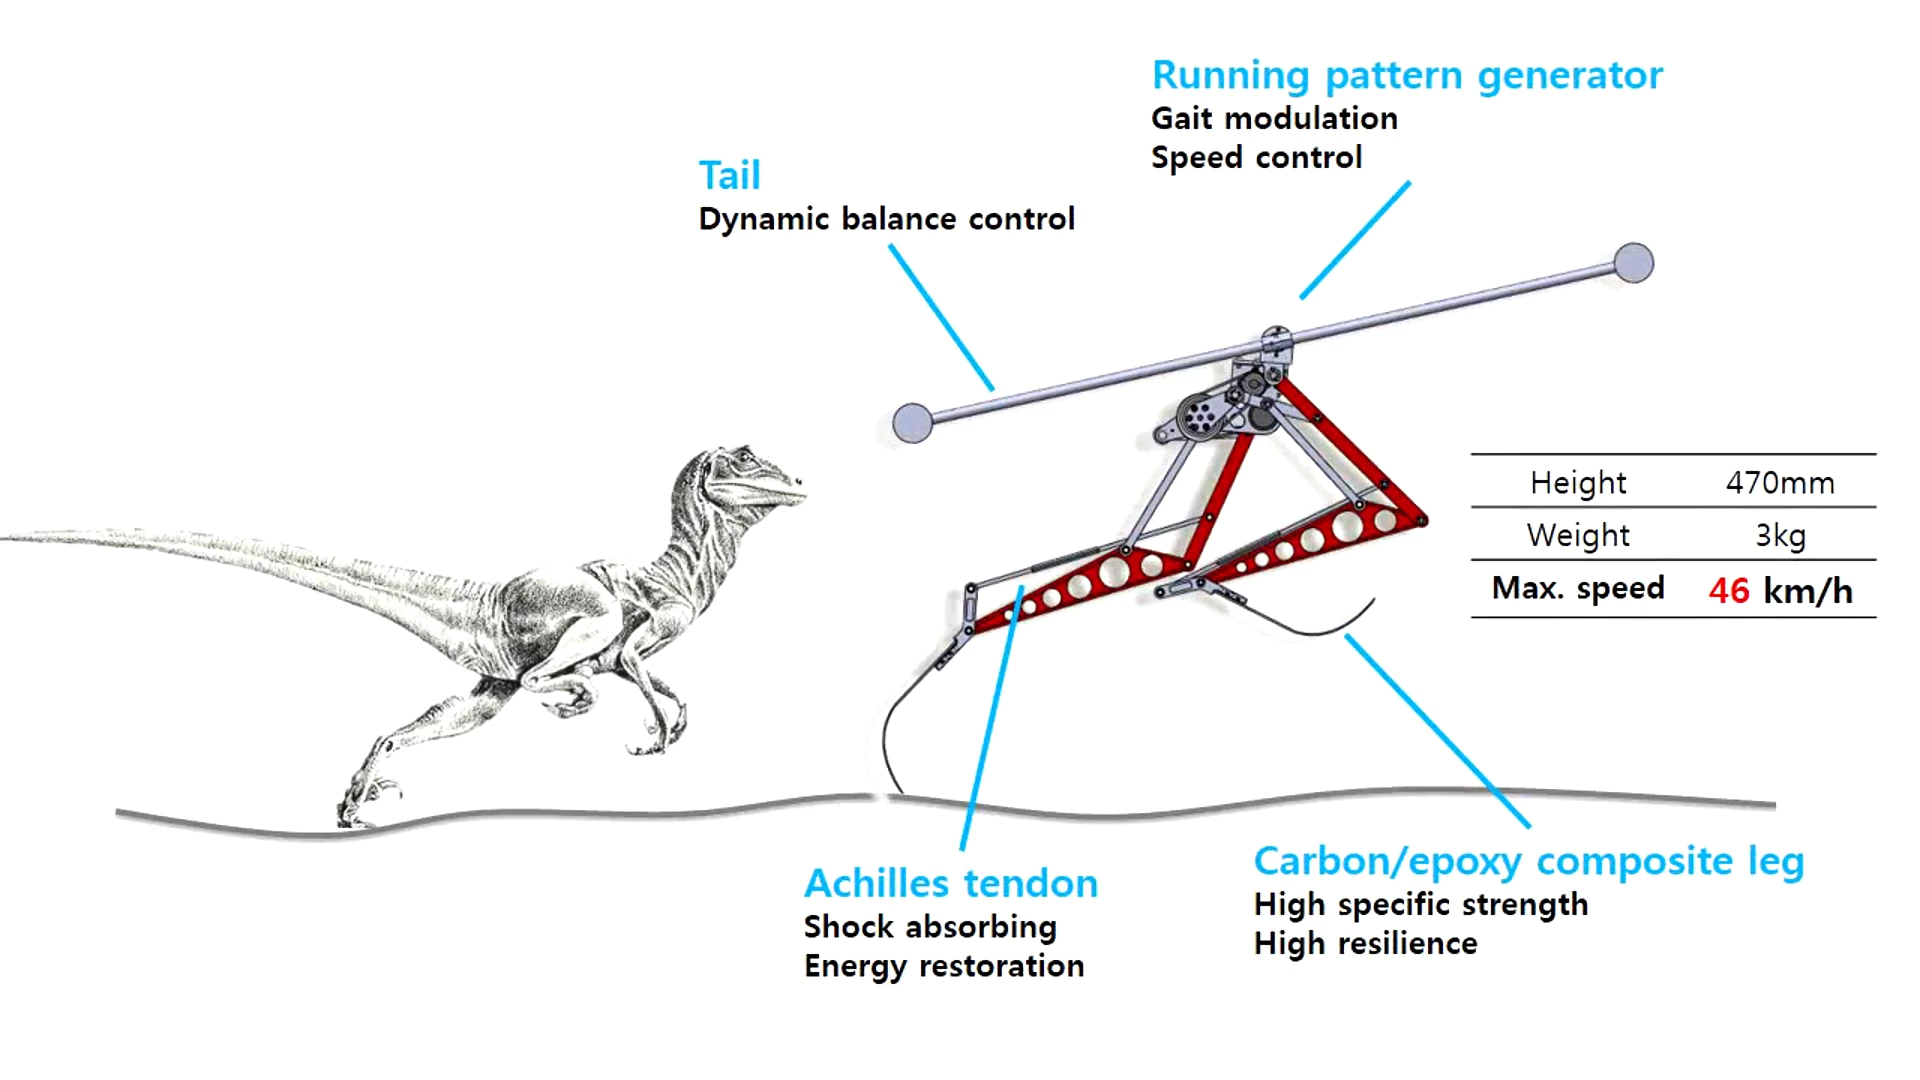 Running pattern generator
Gait modulation
Speed control
Tail
Dynamic balance control
Height 470mm
Weight 3kg
Max. speed 46 km/h
Achilles tendon
Shock absorbing
Energy restoration
Carbon/epoxy composite leg
High specific strength
High resilience